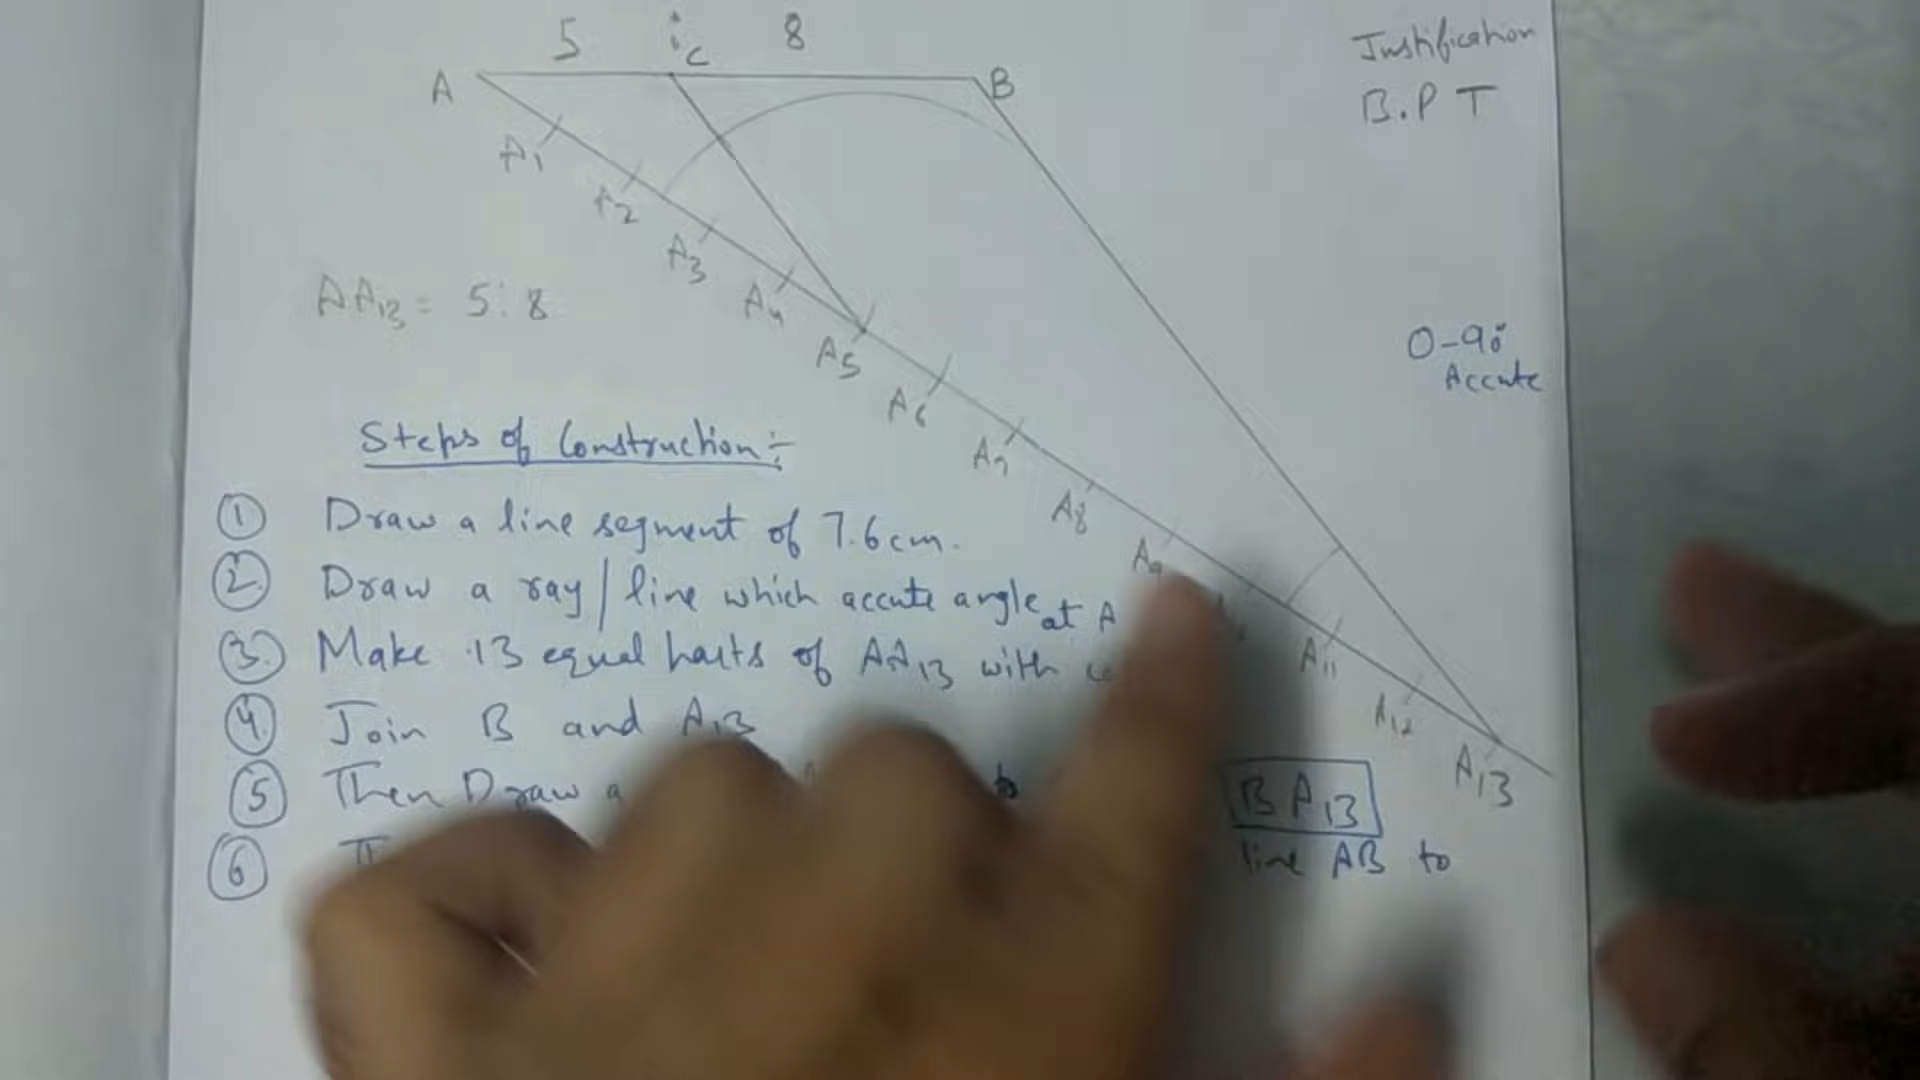 5 C 8
A B
Justification
B.P T
A1
A2
A3
A4
A5
A6
A7
A8
A9
A11
A12
A13
AA13 = 5:8
0-90°
Accute
Steps of Construction:-
1 Draw a line segment of 7.6cm.
2. Draw a ray/line which accute angle at A
3. Make 13 equal parts of AA13 with
4. Join B and A13
5 Then Draw a to BA13
6 line AB to